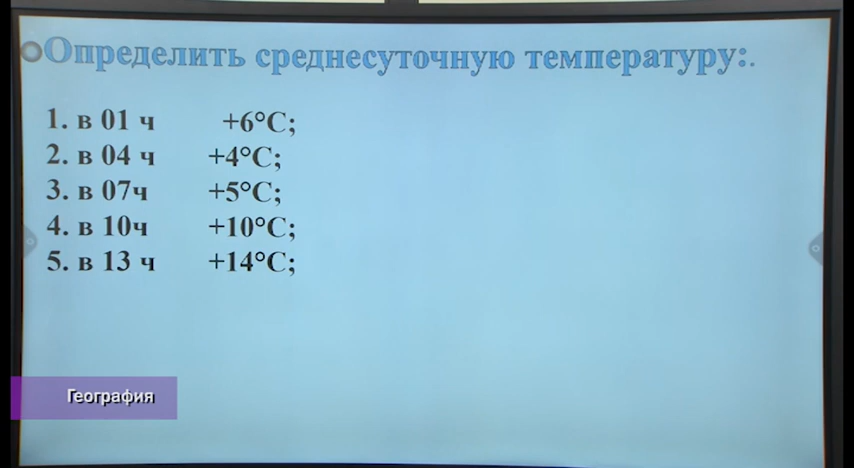 Определить среднесуточную температуру:.
1. в 01 ч +6°С;
2. в 04 ч +4°С;
3. в 07ч +5°С;
4. в 10ч +10°С;
5. в 13 ч +14°С;
География